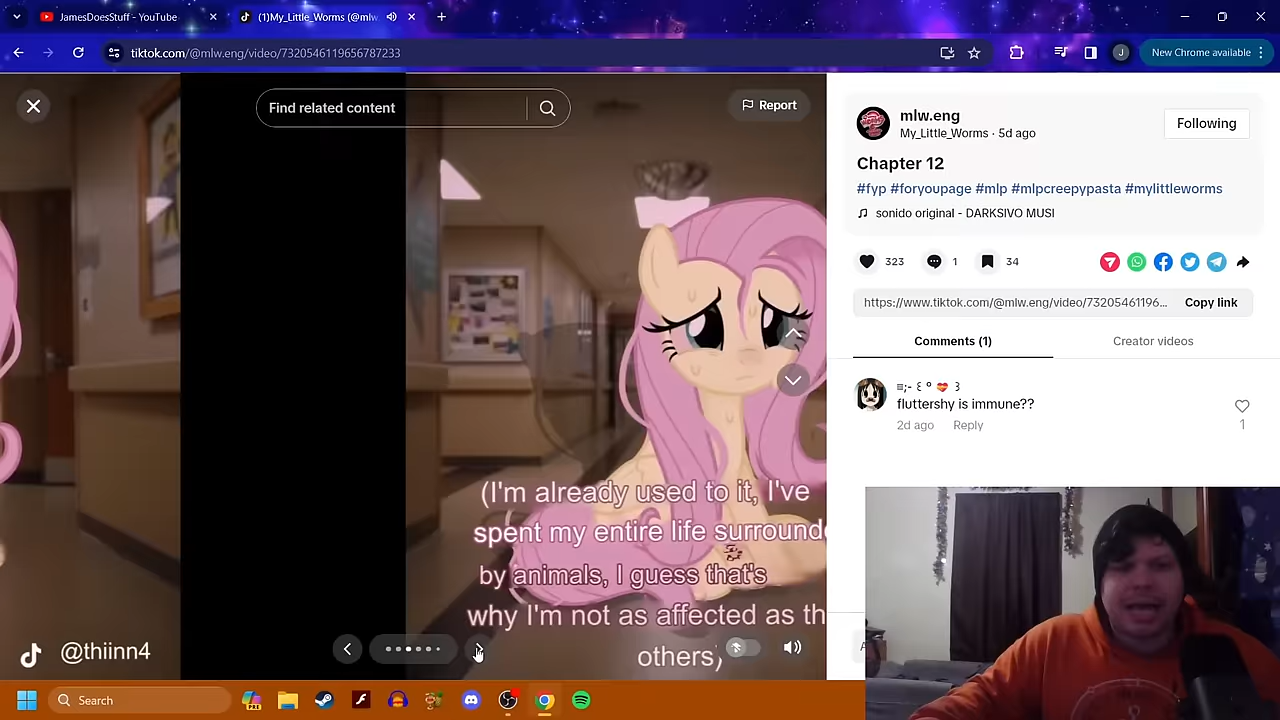 JamesDoesStuff - YouTube
(1)My_Little_Worms (@mlw
tiktok.com/@mlw.eng/video/7320546119656787233
J
New Chrome available
Find related content
Report
mlw.eng
My_Little_Worms · 5d ago
Following
Chapter 12
#fyp #foryoupage #mlp #mlpcreepypasta #mylittleworms
sonido original - DARKSIVO MUSI
323
1
34
https://www.tiktok.com/@mlw.eng/video/73205461196...
Copy link
Comments (1)
Creator videos
fluttershy is immune??
2d ago
Reply
1
(I'm already used to it, I've
spent my entire life surround
by animals, I guess that's
why I'm not as affected as th
others)
@thiinn4
Search
PRE